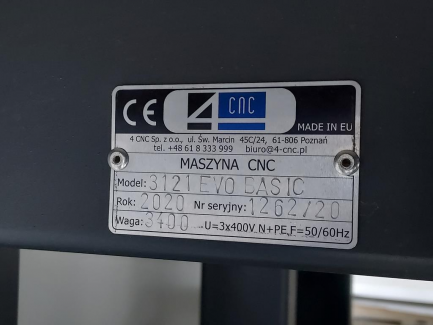 CE 4 CNC
MADE IN EU
4 CNC Sp. z o.o., ul. Św. Marcin 45C/24, 61-806 Poznań
tel. +48 61 8 333 999 biuro@4-cnc.pl
MASZYNA CNC
Model: 3121 EVO BASIC
Rok: 2020 Nr seryjny: 1262/20
Waga: 3400 U=3x400V N+PE,F=50/60Hz